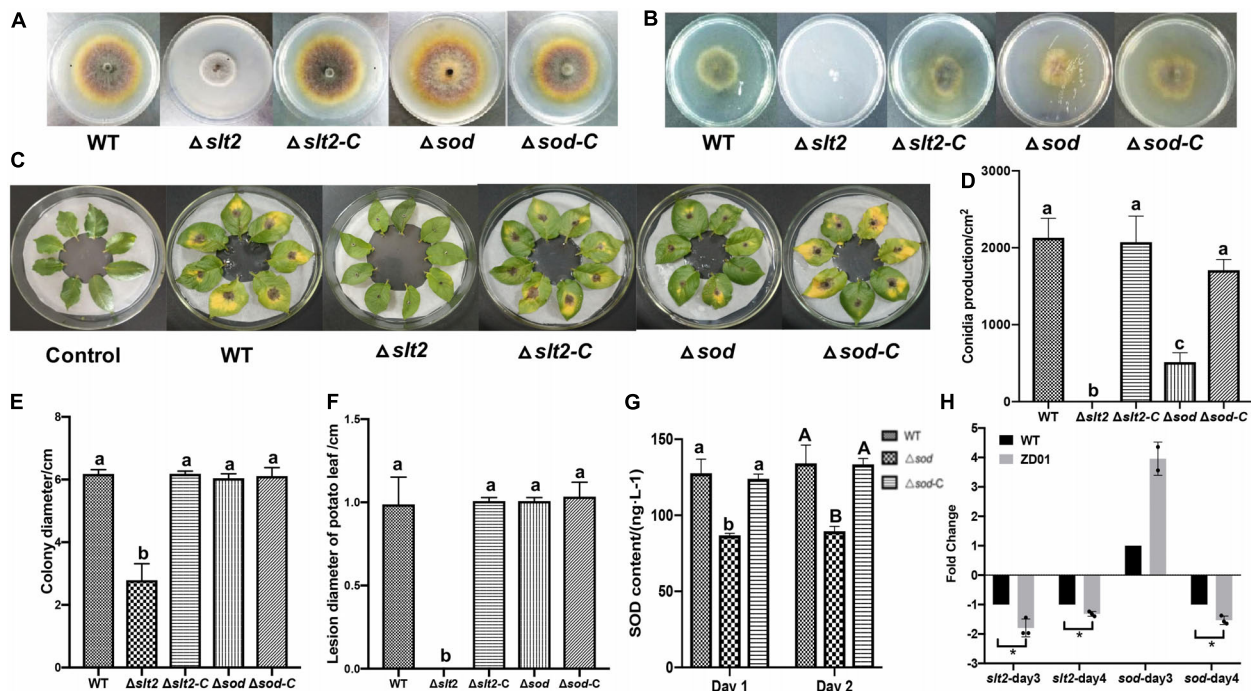 A
WT Δslt2 Δslt2-C Δsod Δsod-C
B
WT Δslt2 Δslt2-C Δsod Δsod-C
C
Control WT Δslt2 Δslt2-C Δsod Δsod-C
D
Conidia production/cm2
3000
2000
1000
0
a b a c a
WT Δslt2 Δslt2-C Δsod Δsod-C
E
Colony diameter/cm
8
6
4
2
0
a b a a a
WT Δslt2 Δslt2-C Δsod Δsod-C
F
Lesion diameter of potato leaf /cm
1.5
1.0
0.5
0.0
a b a a a
WT Δslt2 Δslt2-C Δsod Δsod-C
G
SOD content/(ng·L-1)
150
100
50
0
a b a A B A
Day 1 Day 2
WT
Δsod
Δsod-C
H
Fold Change
5
4
3
2
1
0
-1
-2
-3
WT
ZD01
* * *
slt2-day3 slt2-day4 sod-day3 sod-day4